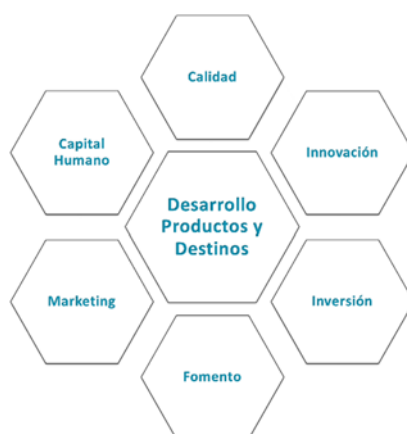 Calidad
Capital
Humano
Innovación
Desarrollo
Productos y
Destinos
Marketing
Inversión
Fomento